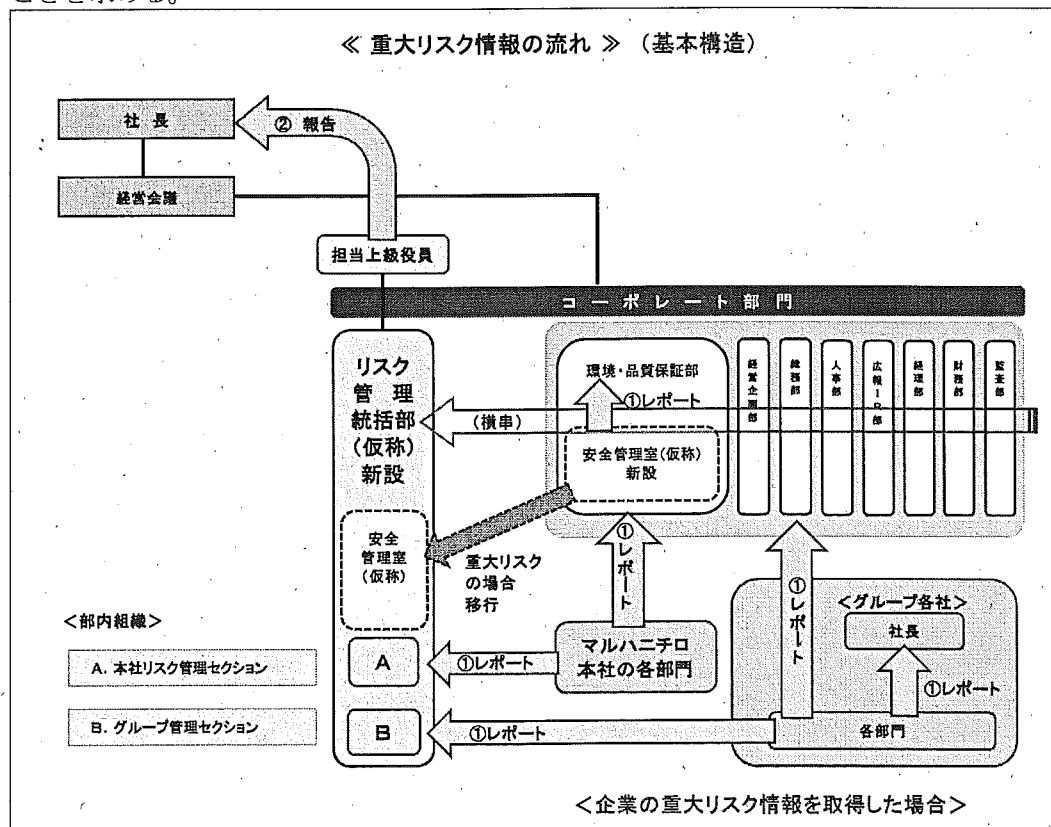 ことを求める。
≪ 重大リスク情報の流れ ≫ （基本構造）
社 長
② 報告
経営会議
担当上級役員
コーポレート部門
リスク
管 理
統括部
(仮称)
新設
環境・品質保証部
①レポート
(横串)
安全管理室(仮称)
新設
経営企画部
総務部
人事部
広報ＩＲ部
経理部
財務部
監査部
安全
管理室
(仮称)
重大リスク
の場合
移行
①レポート
①レポート
＜グループ各社＞
社長
①レポート
各部門
＜部内組織＞
A. 本社リスク管理セクション
B. グループ管理セクション
A
①レポート
マルハニチロ
本社の各部門
B
①レポート
＜企業の重大リスク情報を取得した場合＞